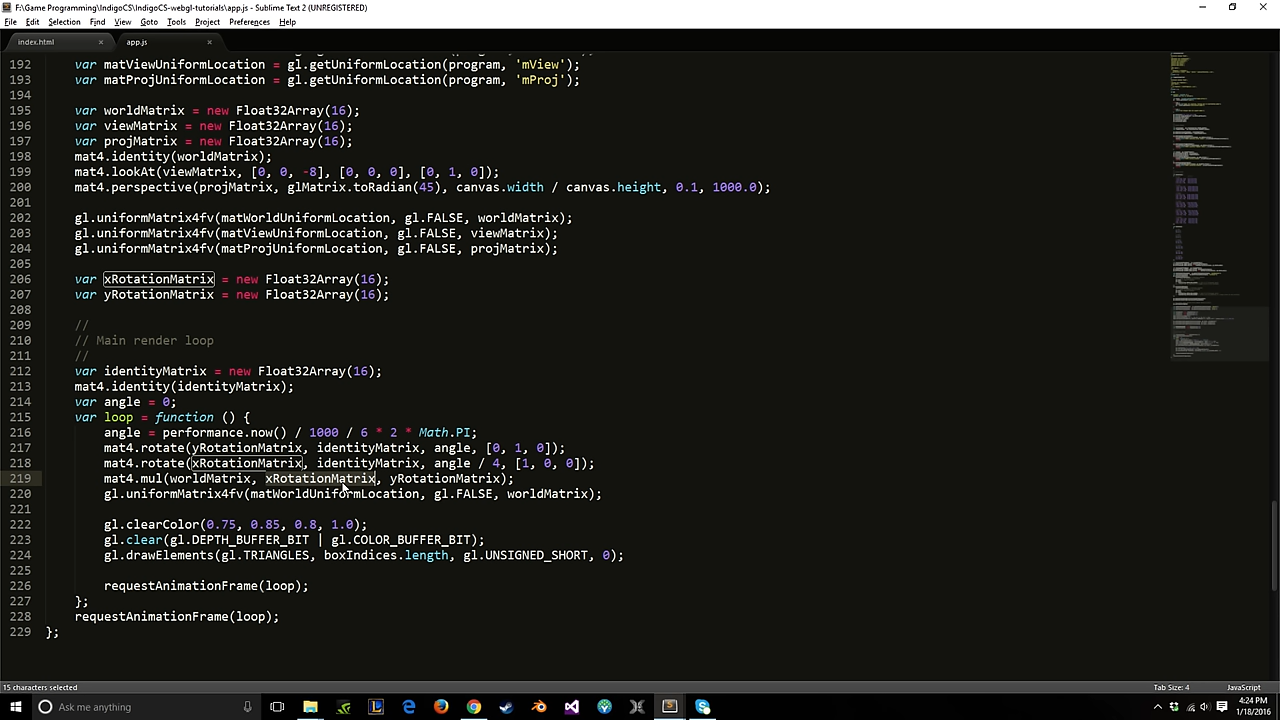 F:\Game Programming\IndigoCS\IndigoCS-webgl-tutorials\app.js - Sublime Text 2 (UNREGISTERED)
File Edit Selection Find View Goto Tools Project Preferences Help
index.html × app.js ×
192 var matViewUniformLocation = gl.getUniformLocation(program, 'mView');
193 var matProjUniformLocation = gl.getUniformLocation(program, 'mProj');
194
195 var worldMatrix = new Float32Array(16);
196 var viewMatrix = new Float32Array(16);
197 var projMatrix = new Float32Array(16);
198 mat4.identity(worldMatrix);
199 mat4.lookAt(viewMatrix, [0, 0, -8], [0, 0, 0], [0, 1, 0]);
200 mat4.perspective(projMatrix, glMatrix.toRadian(45), canvas.width / canvas.height, 0.1, 1000.0);
201
202 gl.uniformMatrix4fv(matWorldUniformLocation, gl.FALSE, worldMatrix);
203 gl.uniformMatrix4fv(matViewUniformLocation, gl.FALSE, viewMatrix);
204 gl.uniformMatrix4fv(matProjUniformLocation, gl.FALSE, projMatrix);
205
206 var xRotationMatrix = new Float32Array(16);
207 var yRotationMatrix = new Float32Array(16);
208
209 //
210 // Main render loop
211 //
212 var identityMatrix = new Float32Array(16);
213 mat4.identity(identityMatrix);
214 var angle = 0;
215 var loop = function () {
216 angle = performance.now() / 1000 / 6 * 2 * Math.PI;
217 mat4.rotate(yRotationMatrix, identityMatrix, angle, [0, 1, 0]);
218 mat4.rotate(xRotationMatrix, identityMatrix, angle / 4, [1, 0, 0]);
219 mat4.mul(worldMatrix, xRotationMatrix, yRotationMatrix);
220 gl.uniformMatrix4fv(matWorldUniformLocation, gl.FALSE, worldMatrix);
221
222 gl.clearColor(0.75, 0.85, 0.8, 1.0);
223 gl.clear(gl.DEPTH_BUFFER_BIT | gl.COLOR_BUFFER_BIT);
224 gl.drawElements(gl.TRIANGLES, boxIndices.length, gl.UNSIGNED_SHORT, 0);
225
226 requestAnimationFrame(loop);
227 };
228 requestAnimationFrame(loop);
229 };
15 characters selected Tab Size: 4 JavaScript
Ask me anything
4:24 PM
1/18/2016